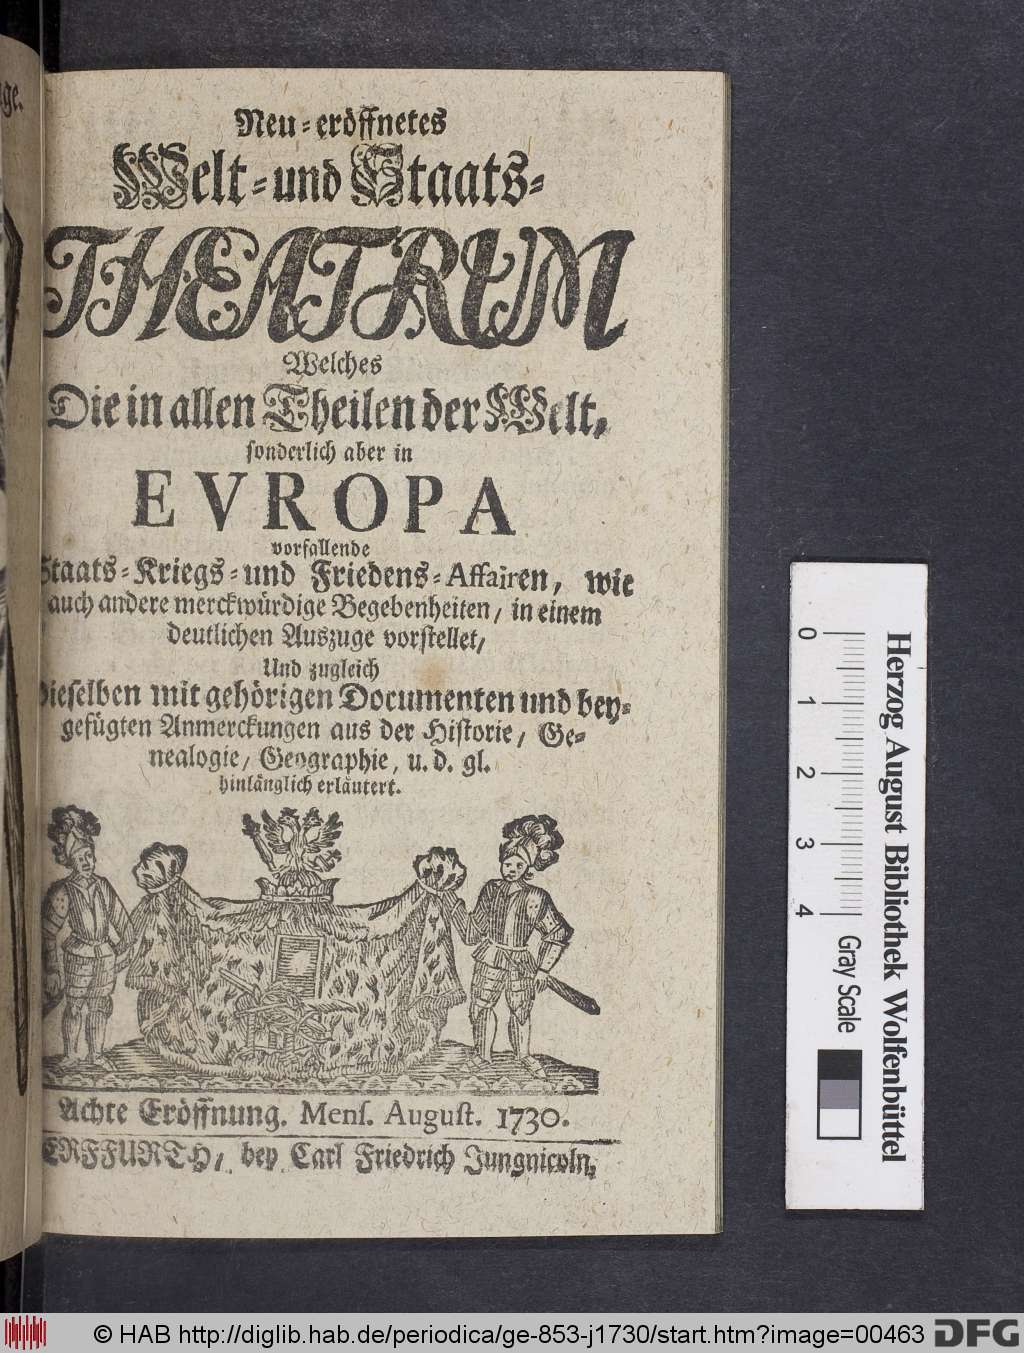 Neu-eröffnetes
Welt-und Staats-
THEATRUM
Welches
Die in allen Theilen der Welt,
sonderlich aber in
EVROPA
vorfallende
Staats-Kriegs-und Friedens-Affairen, wie
auch andere merckwürdige Begebenheiten, in einem
deutlichen Auszuge vorstellet,
Und zugleich
Dieselben mit gehörigen Documenten und bey-
gefügten Anmerckungen aus der Historie, Ge-
nealogie, Geographie, u. d. gl.
hinlänglich erläutert.
Achte Eröffnung. Mens. August. 1730.
ERFFURTH, bey Carl Friedrich Jungnicoln.
Herzog August Bibliothek Wolfenbüttel
0 1 2 3 4 Gray Scale
© HAB http://diglib.hab.de/periodica/ge-853-j1730/start.htm?image=00463 DFG